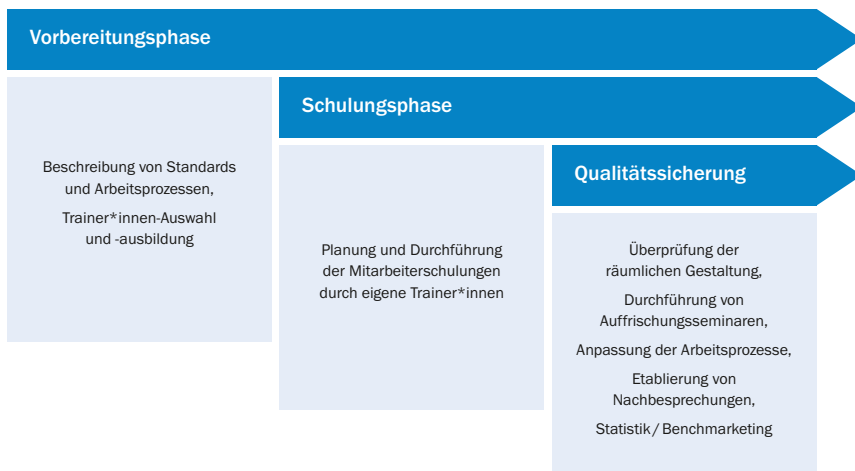 Vorbereitungsphase
Beschreibung von Standards
und Arbeitsprozessen,
Trainer*innen-Auswahl
und -ausbildung
Schulungsphase
Planung und Durchführung
der Mitarbeiterschulungen
durch eigene Trainer*innen
Qualitätssicherung
Überprüfung der
räumlichen Gestaltung,
Durchführung von
Auffrischungsseminaren,
Anpassung der Arbeitsprozesse,
Etablierung von
Nachbesprechungen,
Statistik / Benchmarketing